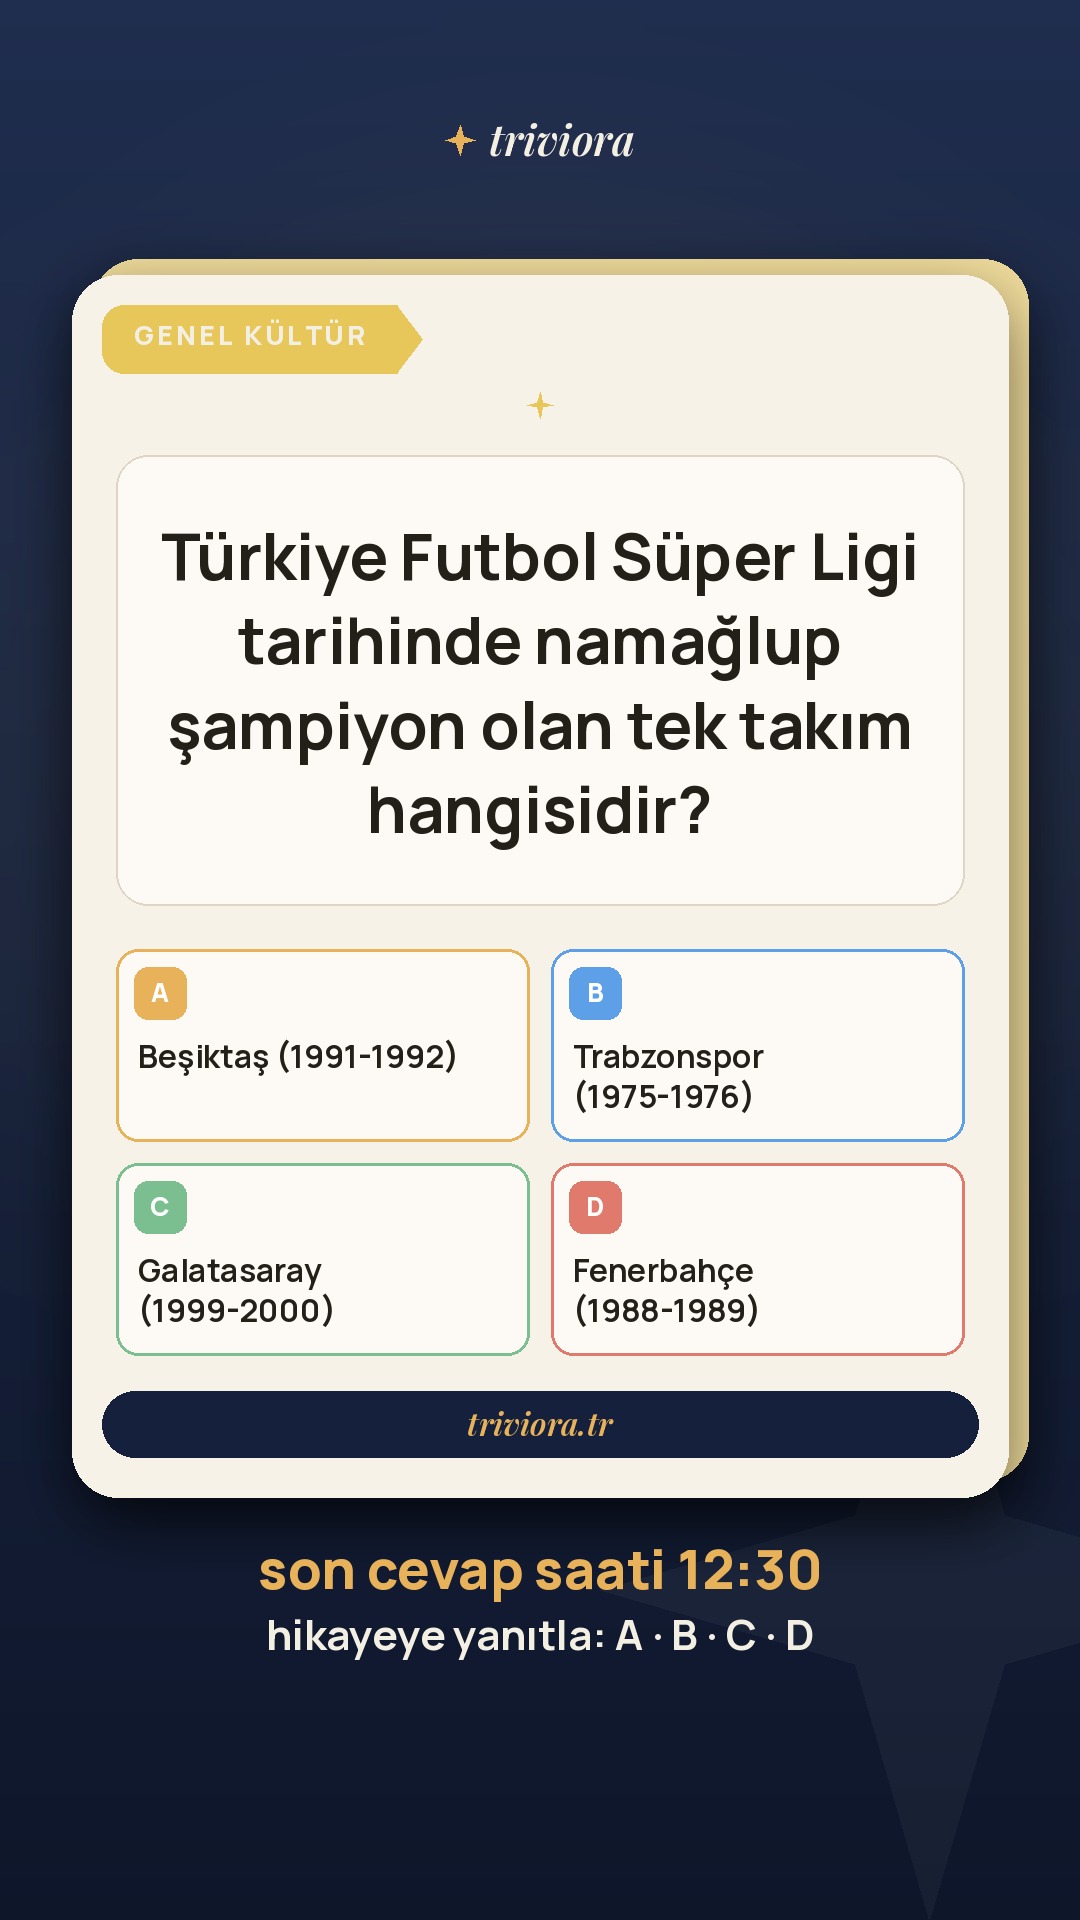 triviora
GENEL KÜLTÜR
Türkiye Futbol Süper Ligi
tarihinde namağlup
şampiyon olan tek takım
hangisidir?
A
Beşiktaş (1991-1992)
B
Trabzonspor
(1975-1976)
C
Galatasaray
(1999-2000)
D
Fenerbahçe
(1988-1989)
triviora.tr
son cevap saati 12:30
hikayeye yanıtla: A · B · C · D